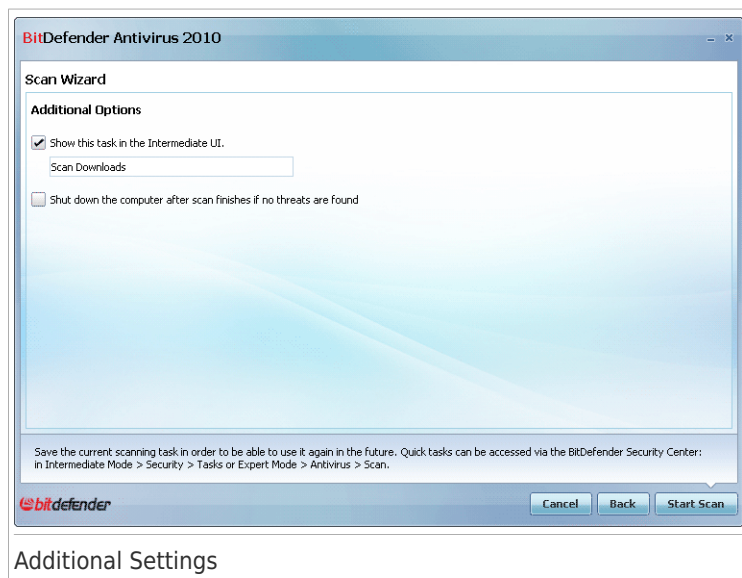 BitDefender Antivirus 2010
Scan Wizard
Additional Options
Show this task in the Intermediate UI.
Scan Downloads
Shut down the computer after scan finishes if no threats are found
Save the current scanning task in order to be able to use it again in the future. Quick tasks can be accessed via the BitDefender Security Center:
in Intermediate Mode > Security > Tasks or Expert Mode > Antivirus > Scan.
bitdefender
Cancel Back Start Scan
Additional Settings